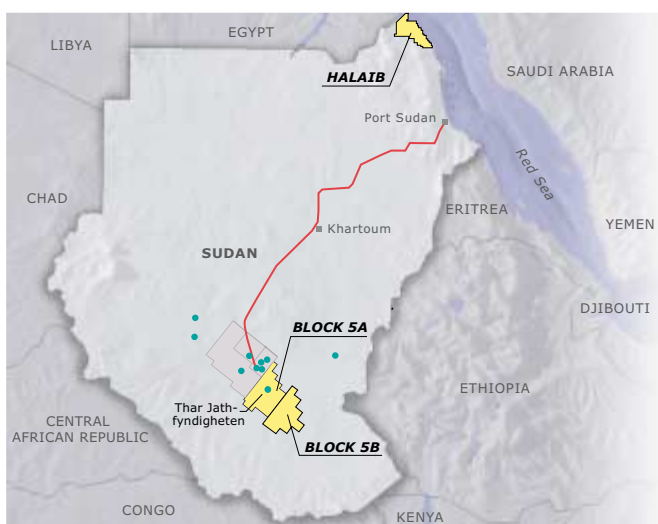 EGYPT
LIBYA
HALAIB
SAUDI ARABIA
Port Sudan
Red Sea
CHAD
ERITREA
YEMEN
Khartoum
SUDAN
DJIBOUTI
BLOCK 5A
ETHIOPIA
Thar Jath-
fyndigheten
CENTRAL
AFRICAN REPUBLIC
BLOCK 5B
CONGO
KENYA